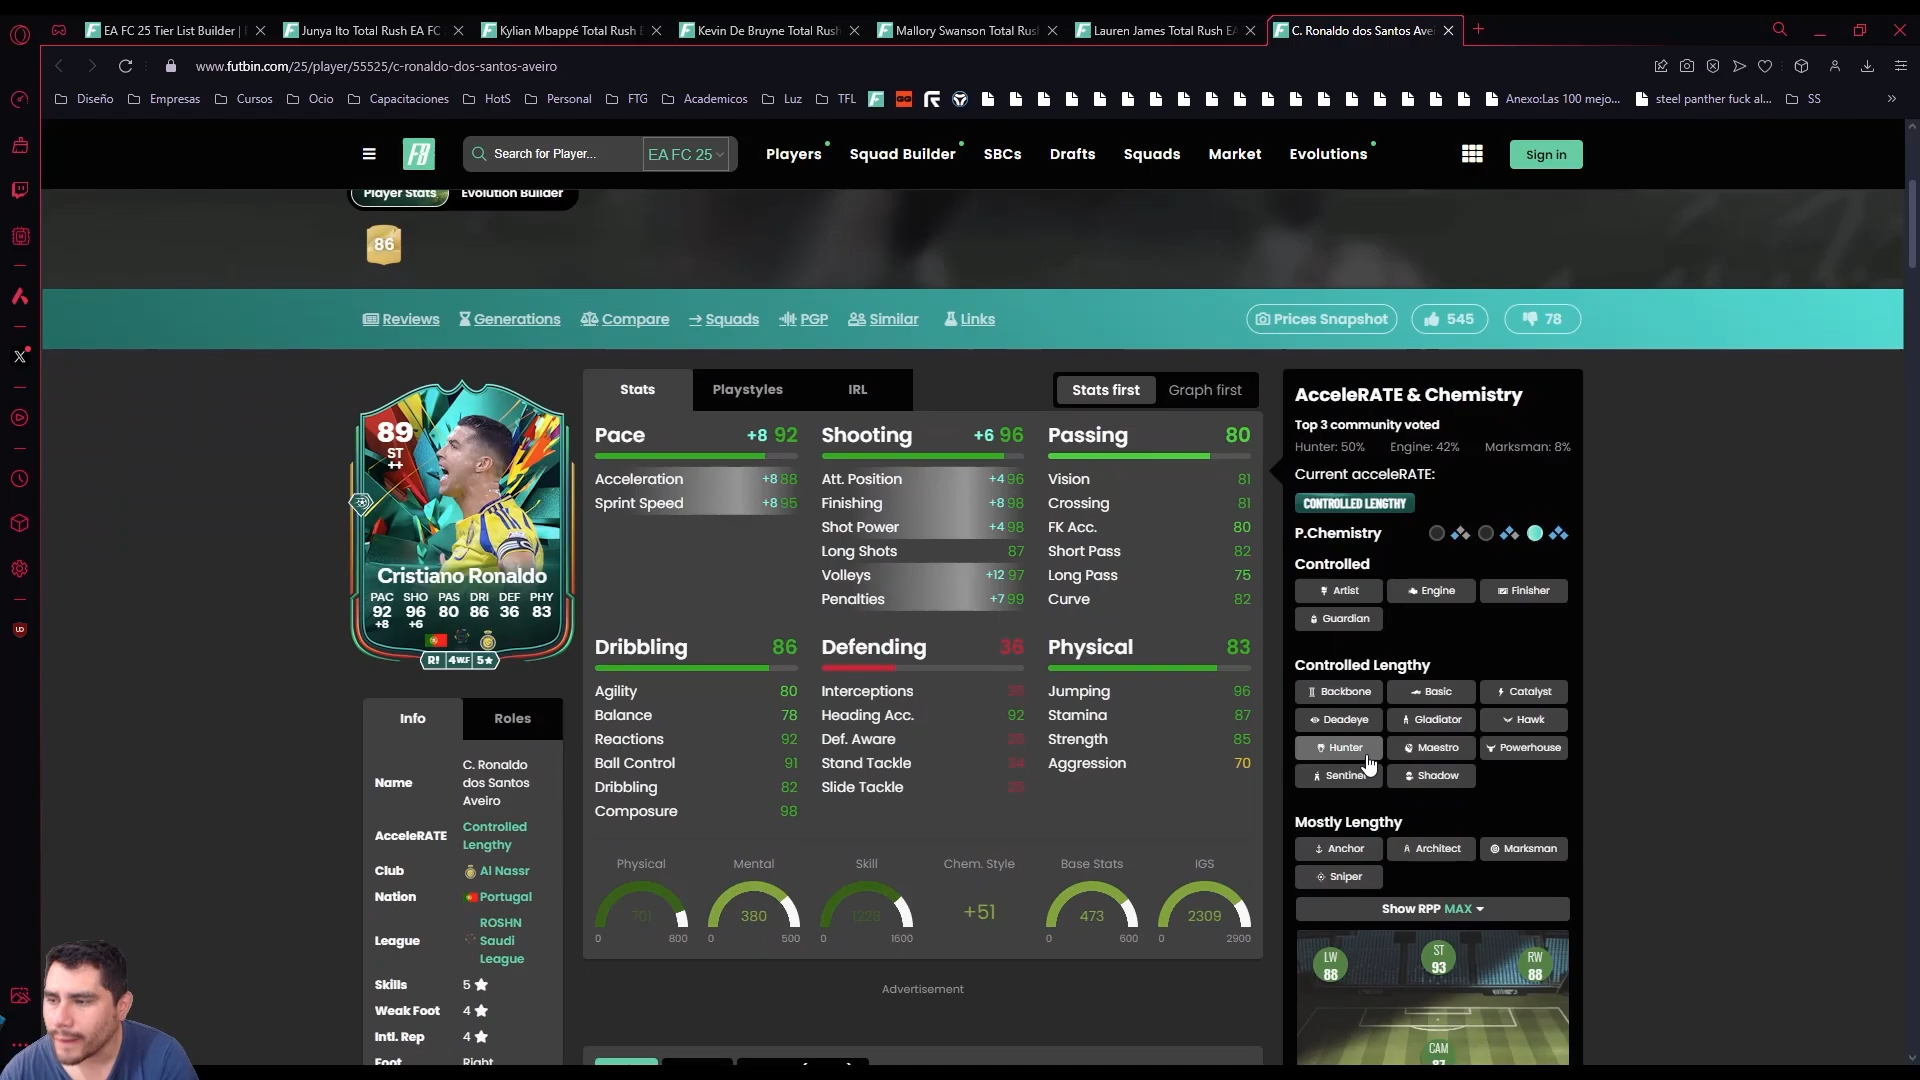 EA FC 25 Tier List Builder |
Junya Ito Total Rush EA FC
Kylian Mbappé Total Rush E
Kevin De Bruyne Total Rush
Mallory Swanson Total Rush
Lauren James Total Rush EA
C. Ronaldo dos Santos Avei
www.futbin.com/25/player/55525/c-ronaldo-dos-santos-aveiro
Diseño
Empresas
Cursos
Ocio
Capacitaciones
HotS
Personal
FTG
Academicos
Luz
TFL
Anexo:Las 100 mejo...
steel panther fuck al...
SS
Search for Player...
EA FC 25
Players
Squad Builder
SBCs
Drafts
Squads
Market
Evolutions
Sign in
Player Stats
Evolution Builder
86
Reviews
Generations
Compare
Squads
PGP
Similar
Links
Prices Snapshot
545
78
89
ST
++
Cristiano Ronaldo
PAC SHO PAS DRI DEF PHY
92 96 80 86 36 83
+8 +6
R! 4W.F 5★
Info
Roles
Name
C. Ronaldo
dos Santos
Aveiro
AcceleRATE
Controlled
Lengthy
Club
Al Nassr
Nation
Portugal
League
ROSHN
Saudi
League
Skills
5
Weak Foot
4
Intl. Rep
4
Foot
Right
Stats
Playstyles
IRL
Stats first
Graph first
Pace +8 92
Acceleration +8 88
Sprint Speed +8 95
Shooting +6 96
Att. Position +4 96
Finishing +8 98
Shot Power +4 98
Long Shots 87
Volleys +12 97
Penalties +7 99
Passing 80
Vision 81
Crossing 81
FK Acc. 80
Short Pass 82
Long Pass 75
Curve 82
Dribbling 86
Agility 80
Balance 78
Reactions 92
Ball Control 91
Dribbling 82
Composure 98
Defending 36
Interceptions
Heading Acc. 92
Def. Aware
Stand Tackle
Slide Tackle
Physical 83
Jumping 96
Stamina 87
Strength 85
Aggression 70
Physical
0 800
Mental
380
0 500
Skill
0 1600
Chem. Style
+51
Base Stats
473
0 600
IGS
2309
0 2900
Advertisement
AcceleRATE & Chemistry
Top 3 community voted
Hunter: 50%
Engine: 42%
Marksman: 8%
Current acceleRATE:
CONTROLLED LENGTHY
P.Chemistry
Controlled
Artist
Engine
Finisher
Guardian
Controlled Lengthy
Backbone
Basic
Catalyst
Deadeye
Gladiator
Hawk
Hunter
Maestro
Powerhouse
Sentinel
Shadow
Mostly Lengthy
Anchor
Architect
Marksman
Sniper
Show RPP MAX
LW
88
ST
93
RW
88
CAM